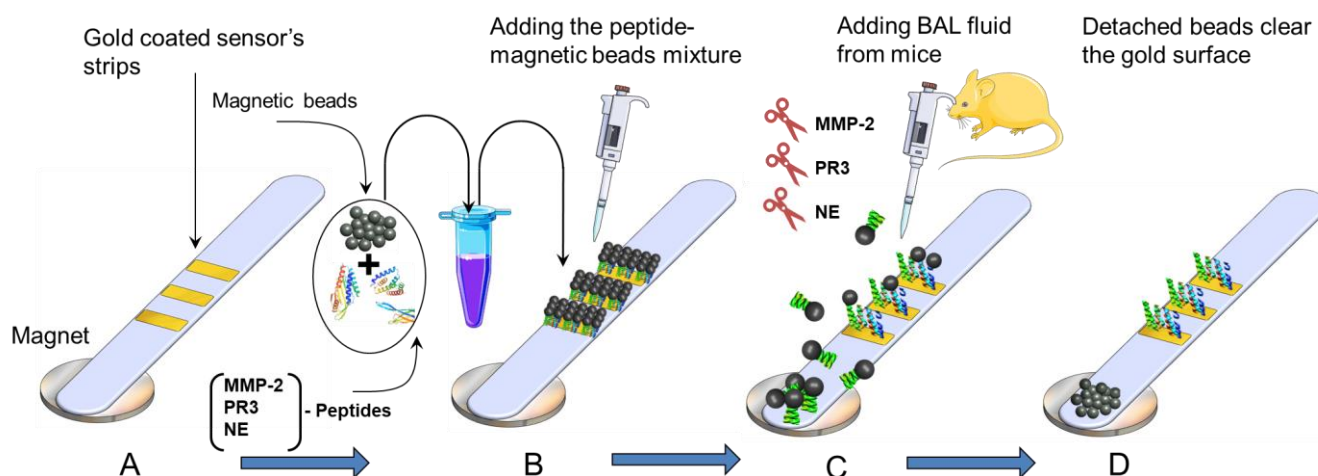 Gold coated sensor's
strips
Magnetic beads
Adding the peptide-
magnetic beads mixture
Adding BAL fluid
from mice
Detached beads clear
the gold surface
MMP-2
PR3
NE
+
Magnet
MMP-2
PR3
NE
- Peptides
A
B
C
D